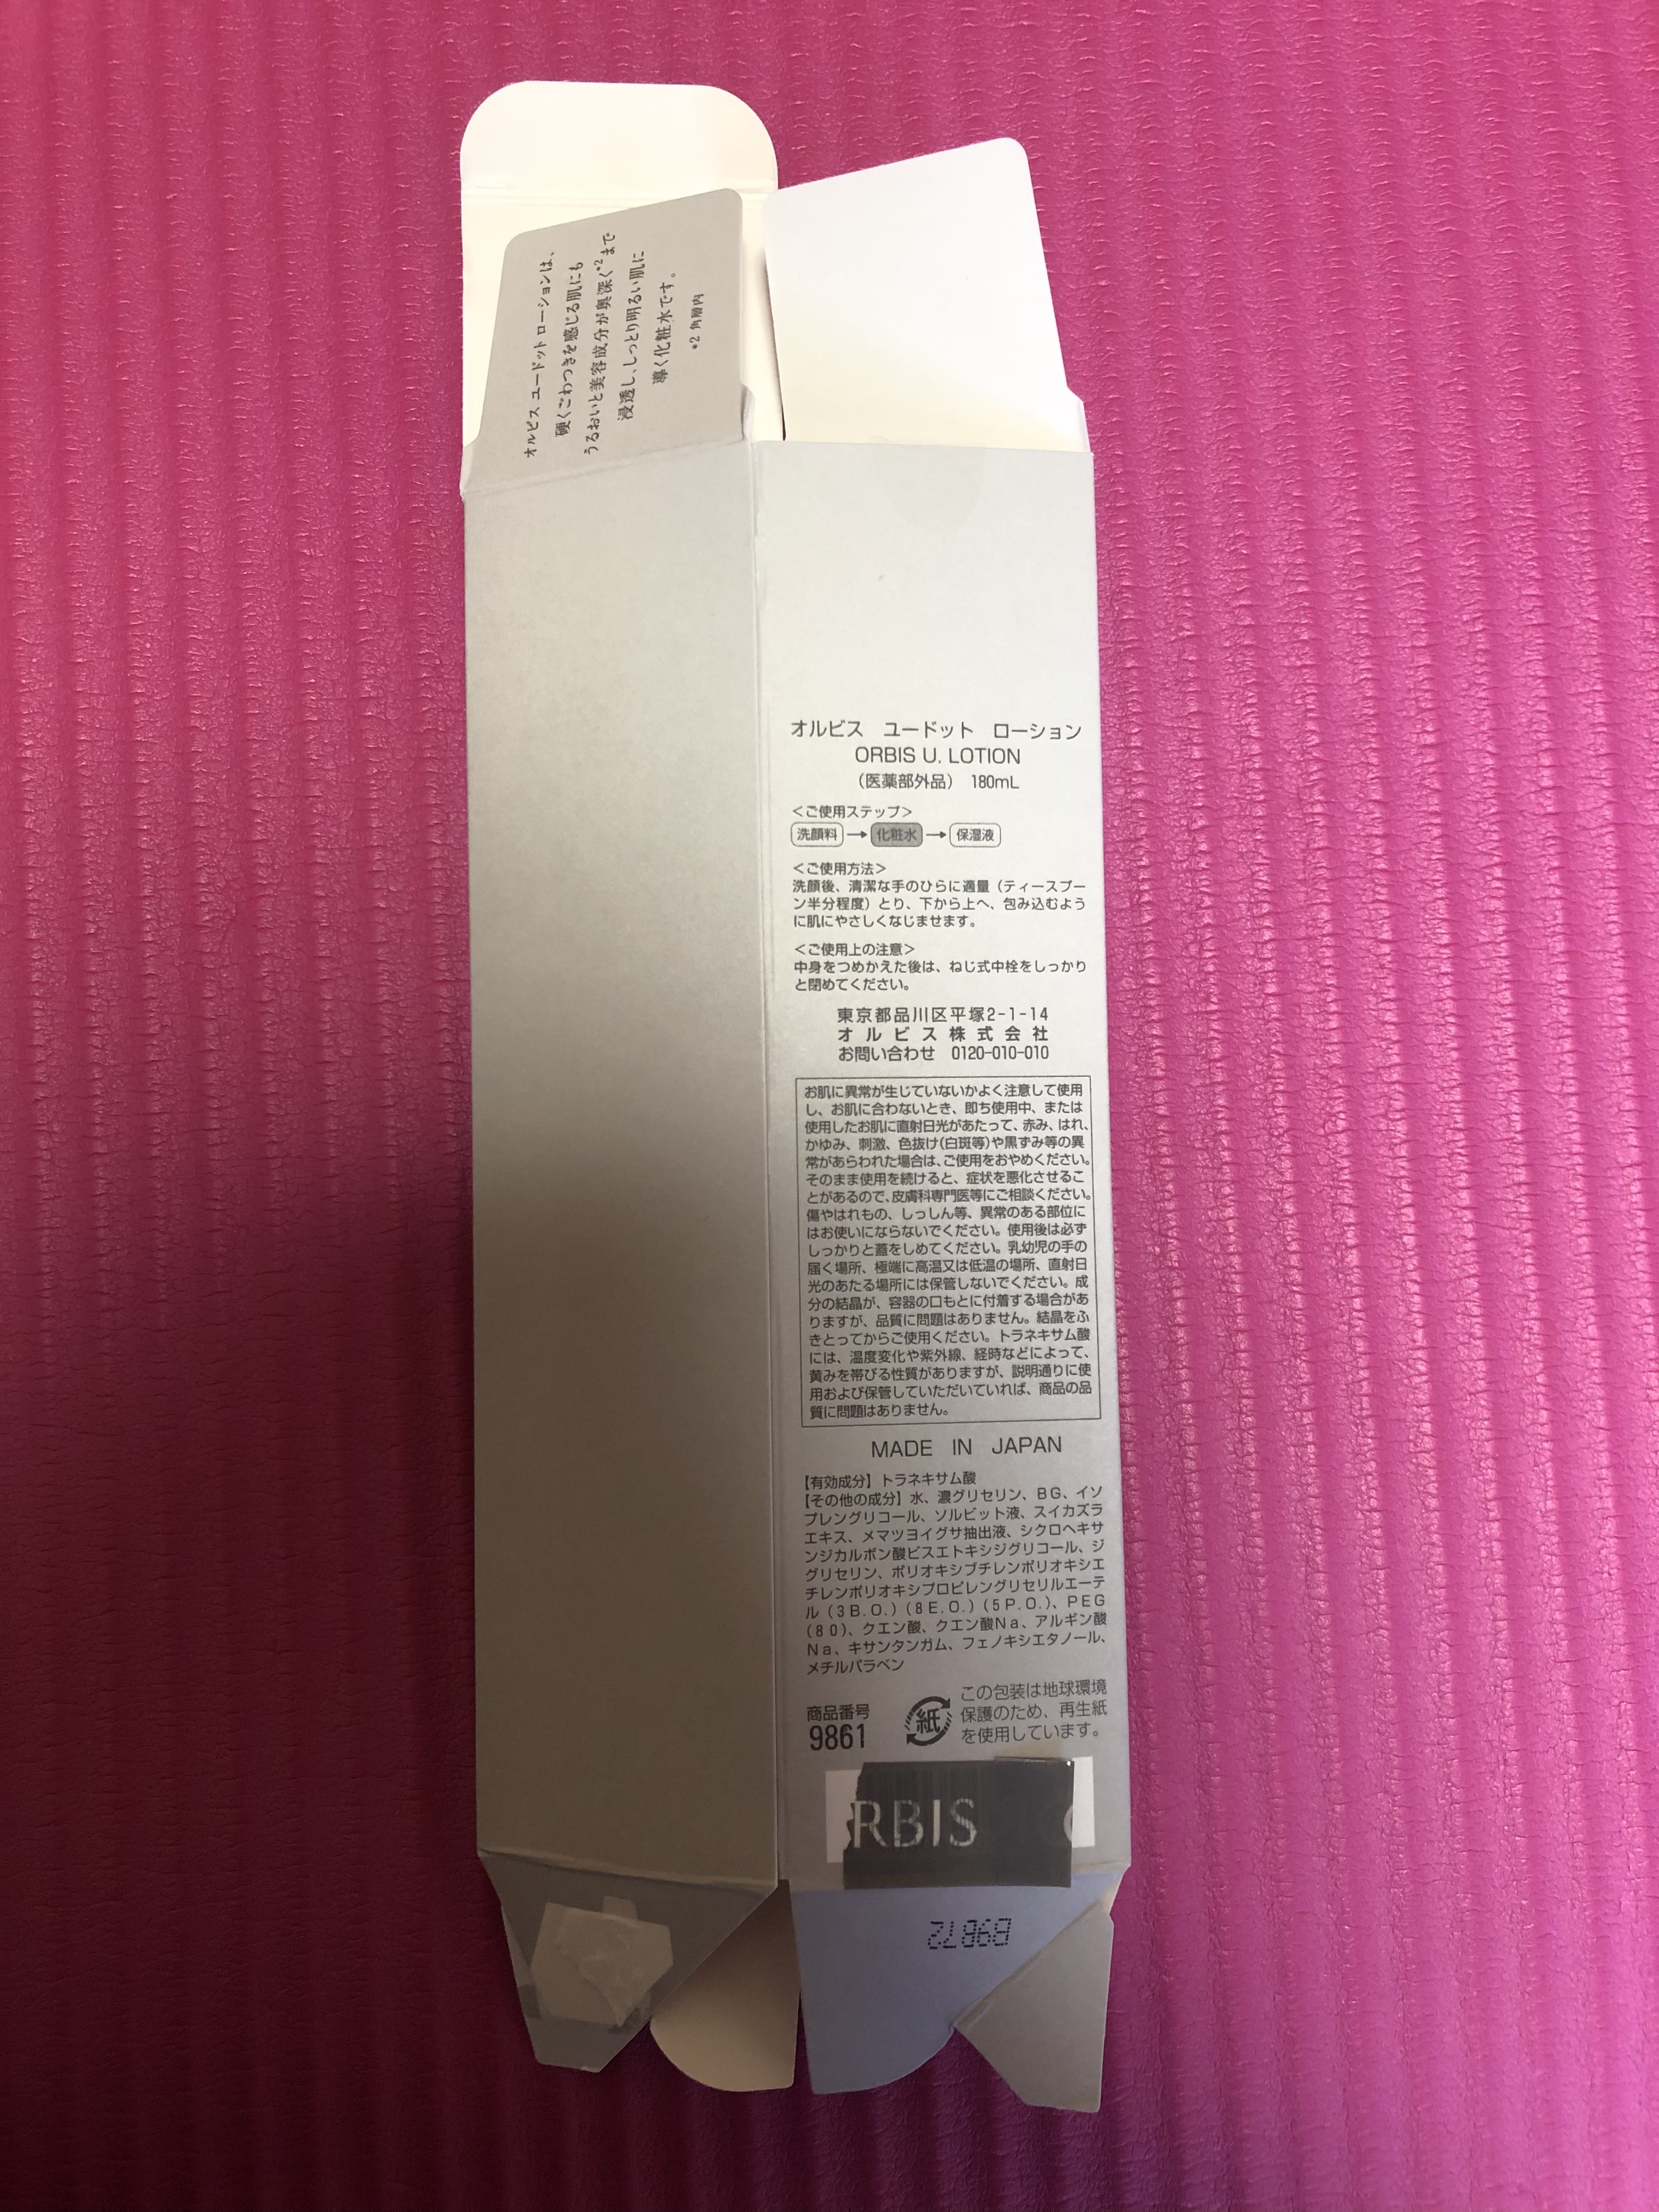 オルビス ユードット ローションは、
硬くごわつきを感じる肌にも
うるおいと美容成分が奥深く*2まで
浸透し、しっとり明るい肌に
導く化粧水です。
*2 角層内
オルビス ユードット ローション
ORBIS U. LOTION
（医薬部外品） 180mL
＜ご使用ステップ＞
洗顔料→化粧水→保湿液
＜ご使用方法＞
洗顔後、清潔な手のひらに適量（ティースプー
ン半分程度）とり、下から上へ、包み込むよう
に肌にやさしくなじませます。
＜ご使用上の注意＞
中身をつめかえた後は、ねじ式中栓をしっかり
と閉めてください。
東京都品川区平塚2-1-14
オルビス株式会社
お問い合わせ 0120-010-010
お肌に異常が生じていないかよく注意して使用
し、お肌に合わないとき、即ち使用中、または
使用したお肌に直射日光があたって、赤み、はれ、
かゆみ、刺激、色抜け(白斑等)や黒ずみ等の異
常があらわれた場合は、ご使用をおやめください。
そのまま使用を続けると、症状を悪化させるこ
とがあるので、皮膚科専門医等にご相談ください。
傷やはれもの、しっしん等、異常のある部位に
はお使いにならないでください。使用後は必ず
しっかりと蓋をしめてください。乳幼児の手の
届く場所、極端に高温又は低温の場所、直射日
光のあたる場所には保管しないでください。成
分の結晶が、容器の口もとに付着する場合があ
りますが、品質に問題はありません。結晶をふ
きとってからご使用ください。トラネキサム酸
には、温度変化や紫外線、経時などによって、
黄みを帯びる性質がありますが、説明通りに使
用および保管していただいていれば、商品の品
質に問題はありません。
MADE IN JAPAN
【有効成分】トラネキサム酸
【その他の成分】水、濃グリセリン、BG、イソ
プレングリコール、ソルビット液、スイカズラ
エキス、メマツヨイグサ抽出液、シクロヘキサ
ンジカルボン酸ビスエトキシジグリコール、ジ
グリセリン、ポリオキシブチレンポリオキシエ
チレンポリオキシプロピレングリセリルエーテ
ル(3B.O.)(8E.O.)(5P.O.)、PEG
(80)、クエン酸、クエン酸Na、アルギン酸
Na、キサンタンガム、フェノキシエタノール、
メチルパラベン
商品番号
9861
紙
この包装は地球環境
保護のため、再生紙
を使用しています。
RBIS
B9872